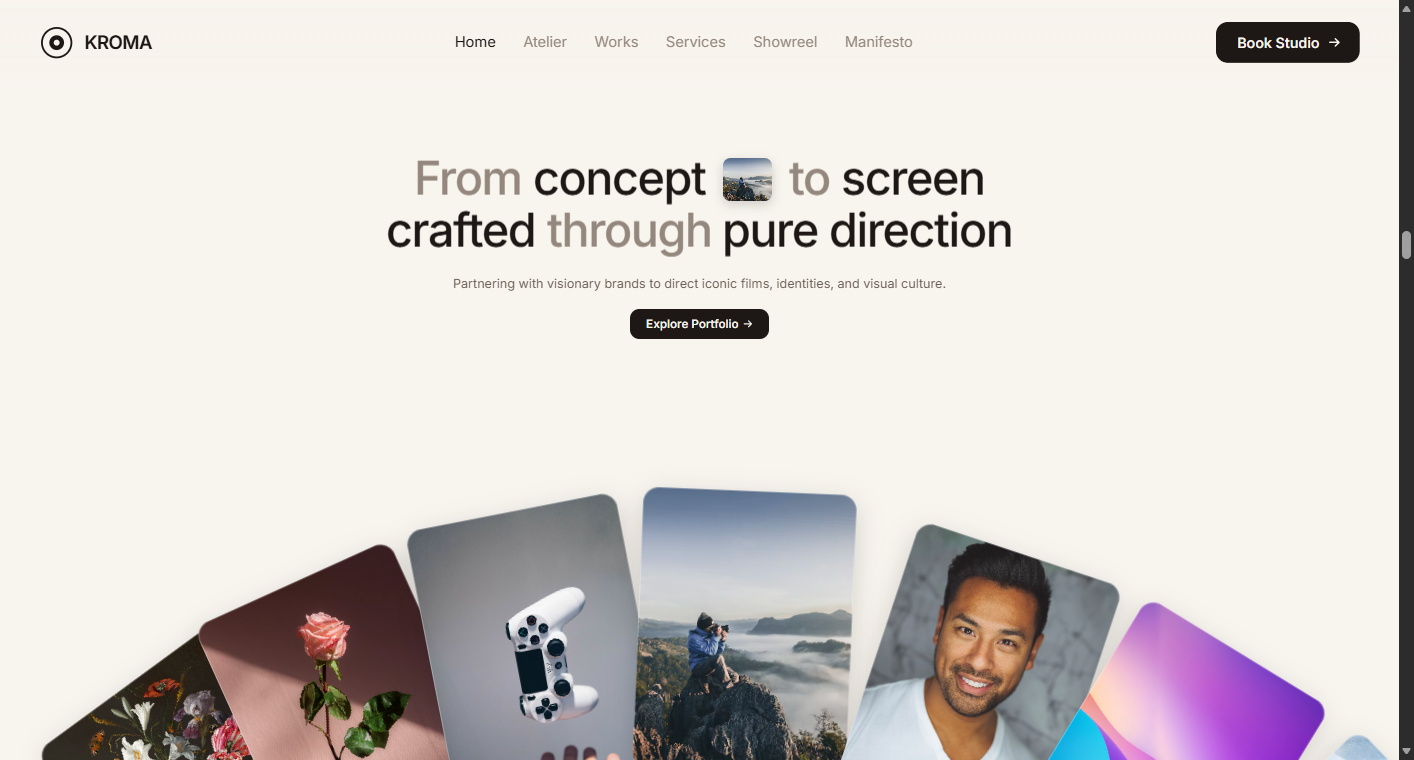 KROMA
Home Atelier Works Services Showreel Manifesto
Book Studio →
From concept to screen
crafted through pure direction
Partnering with visionary brands to direct iconic films, identities, and visual culture.
Explore Portfolio →